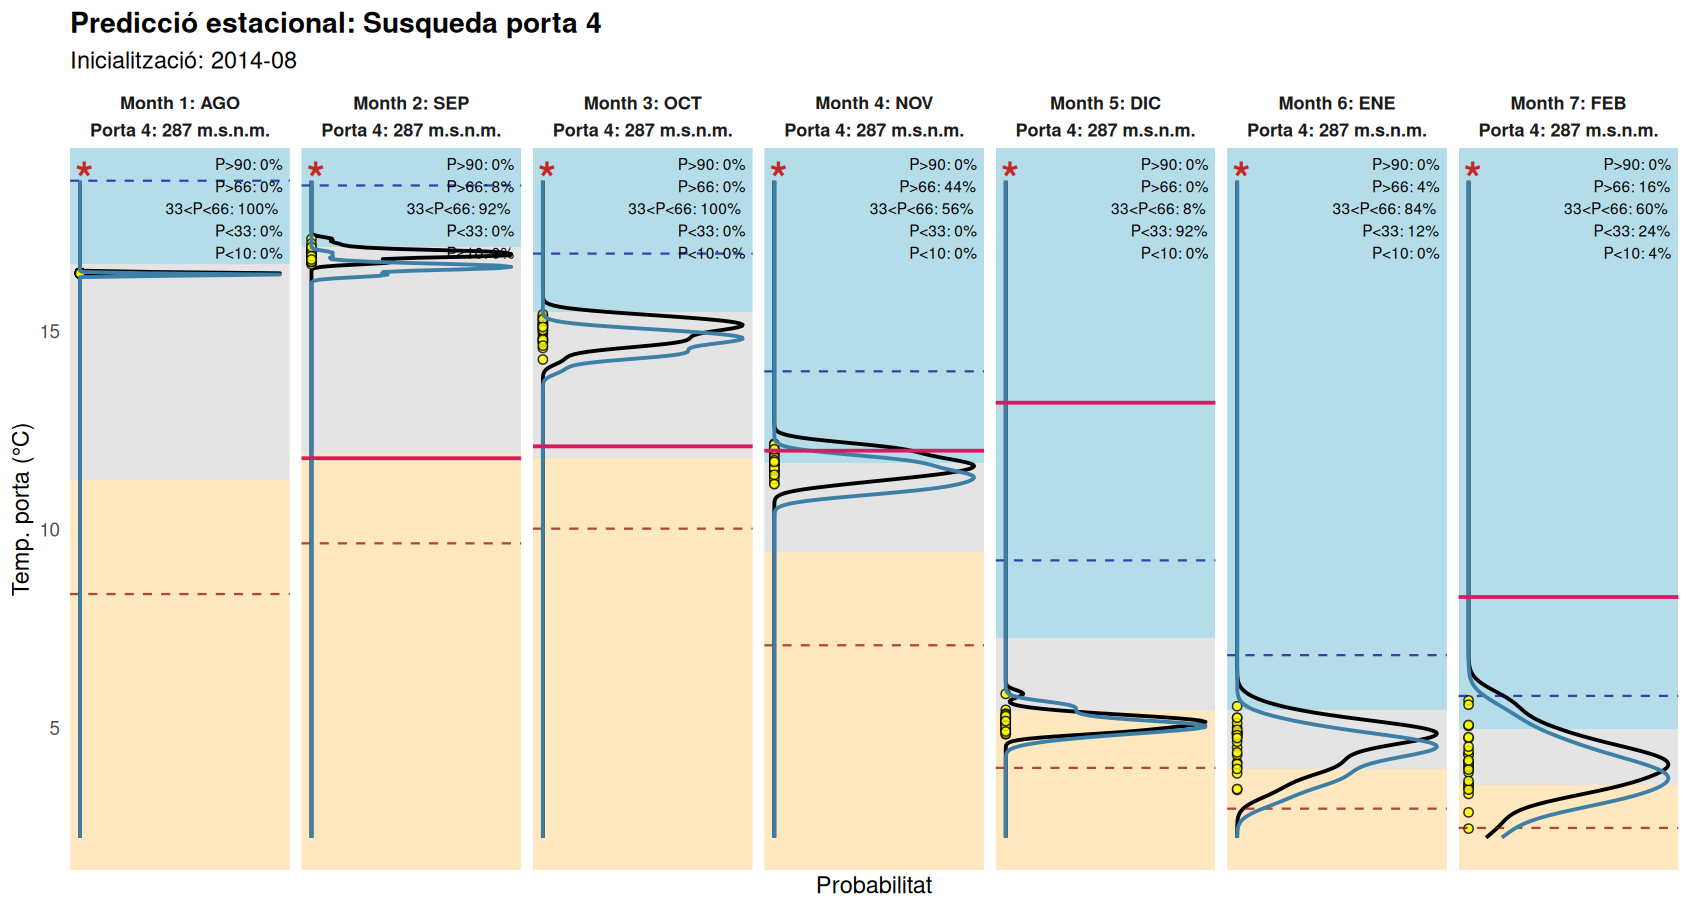 Predicció estacional: Susqueda porta 4
Inicialització: 2014-08
Month 1: AGO
Porta 4: 287 m.s.n.m.
Month 2: SEP
Porta 4: 287 m.s.n.m.
Month 3: OCT
Porta 4: 287 m.s.n.m.
Month 4: NOV
Porta 4: 287 m.s.n.m.
Month 5: DIC
Porta 4: 287 m.s.n.m.
Month 6: ENE
Porta 4: 287 m.s.n.m.
Month 7: FEB
Porta 4: 287 m.s.n.m.
*
P>90: 0%
P>66: 0%
33<P<66: 100%
P<33: 0%
P<10: 0%
*
P>90: 0%
P>66: 8%
33<P<66: 92%
P<33: 0%
P<10: 0%
*
P>90: 0%
P>66: 0%
33<P<66: 100%
P<33: 0%
P<10: 0%
*
P>90: 0%
P>66: 44%
33<P<66: 56%
P<33: 0%
P<10: 0%
*
P>90: 0%
P>66: 0%
33<P<66: 8%
P<33: 92%
P<10: 0%
*
P>90: 0%
P>66: 4%
33<P<66: 84%
P<33: 12%
P<10: 0%
*
P>90: 0%
P>66: 16%
33<P<66: 60%
P<33: 24%
P<10: 4%
15
10
5
Temp. porta (°C)
Probabilitat